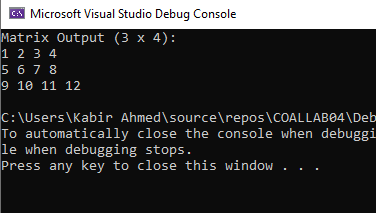 Microsoft Visual Studio Debug Console
Matrix Output (3 x 4):
1 2 3 4
5 6 7 8
9 10 11 12
C:\Users\Kabir Ahmed\source\repos\COALLAB04\Deb
To automatically close the console when debuggi
le when debugging stops.
Press any key to close this window . . .